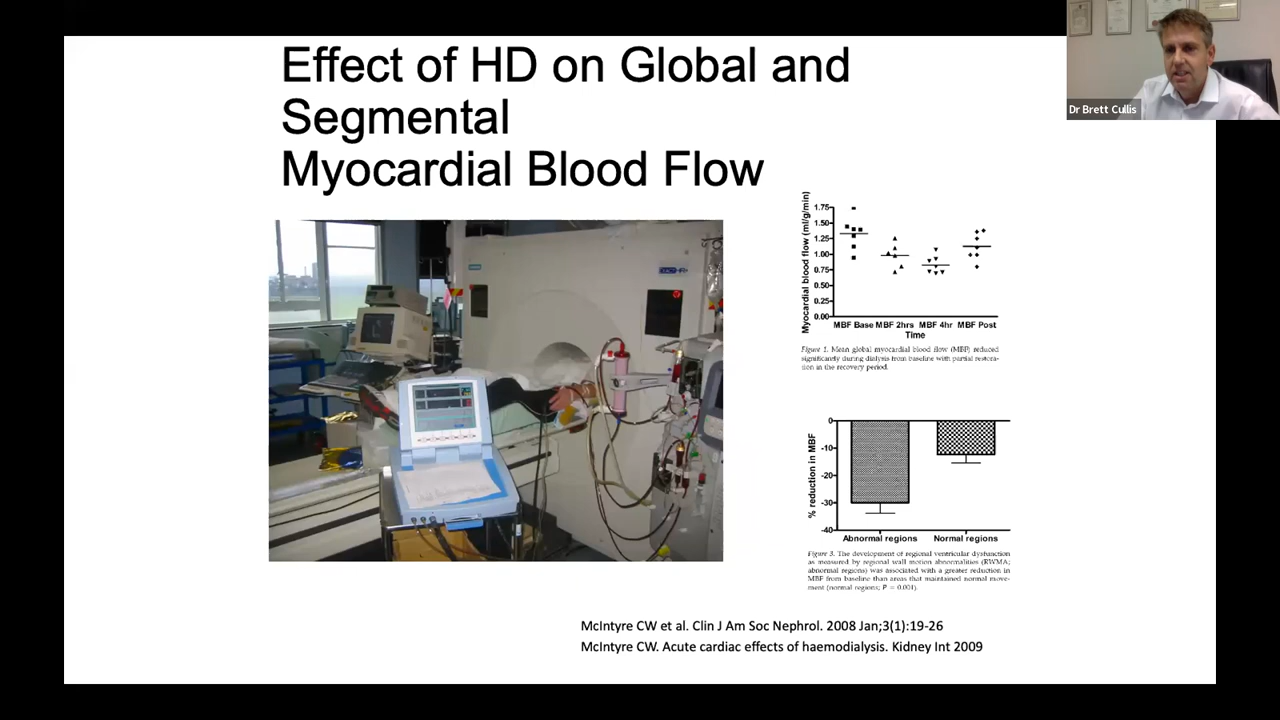 Effect of HD on Global and
Segmental
Myocardial Blood Flow
Dr Brett Cullis
Myocardial blood flow (ml/g/min)
1.75
1.50
1.25
1.00
0.75
0.50
0.25
0.00
MBF Base MBF 2hrs MBF 4hr MBF Post
Time
Figure 1. Mean global myocardial blood flow (MBF) reduced
significantly during dialysis from baseline with partial restora-
tion in the recovery period.
% reduction in MBF
0
-10
-20
-30
-40
Abnormal regions Normal regions
Figure 3. The development of regional ventricular dysfunction
as measured by regional wall motion abnormalities (RWMA;
abnormal regions) was associated with a greater reduction in
MBF from baseline than areas that maintained normal move-
ment (normal regions; P = 0.001).
McIntyre CW et al. Clin J Am Soc Nephrol. 2008 Jan;3(1):19-26
McIntyre CW. Acute cardiac effects of haemodialysis. Kidney Int 2009